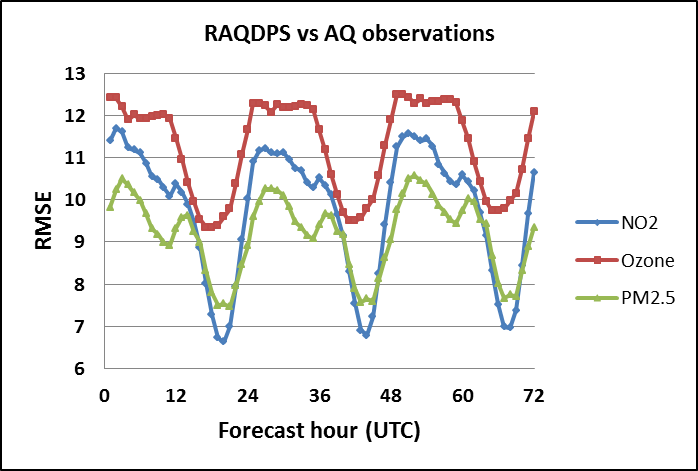 RAQDPS vs AQ observations
13
12
11
10
9
8
7
6
RMSE
0 12 24 36 48 60 72
Forecast hour (UTC)
NO2
Ozone
PM2.5